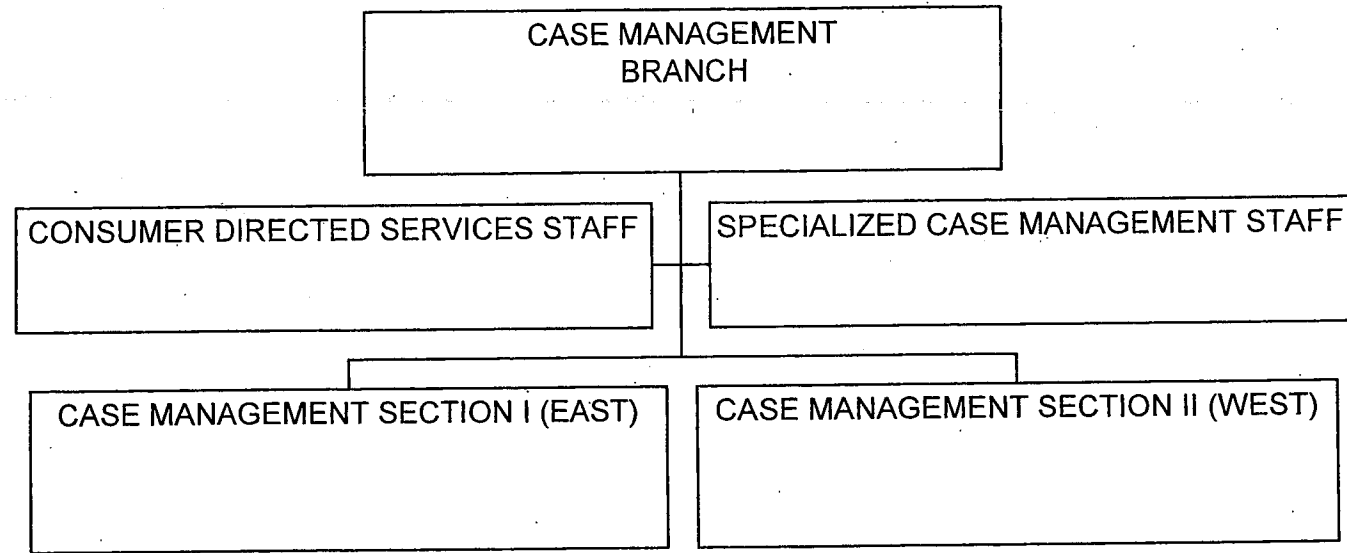 CASE MANAGEMENT
BRANCH
CONSUMER DIRECTED SERVICES STAFF
SPECIALIZED CASE MANAGEMENT STAFF
CASE MANAGEMENT SECTION I (EAST)
CASE MANAGEMENT SECTION II (WEST)